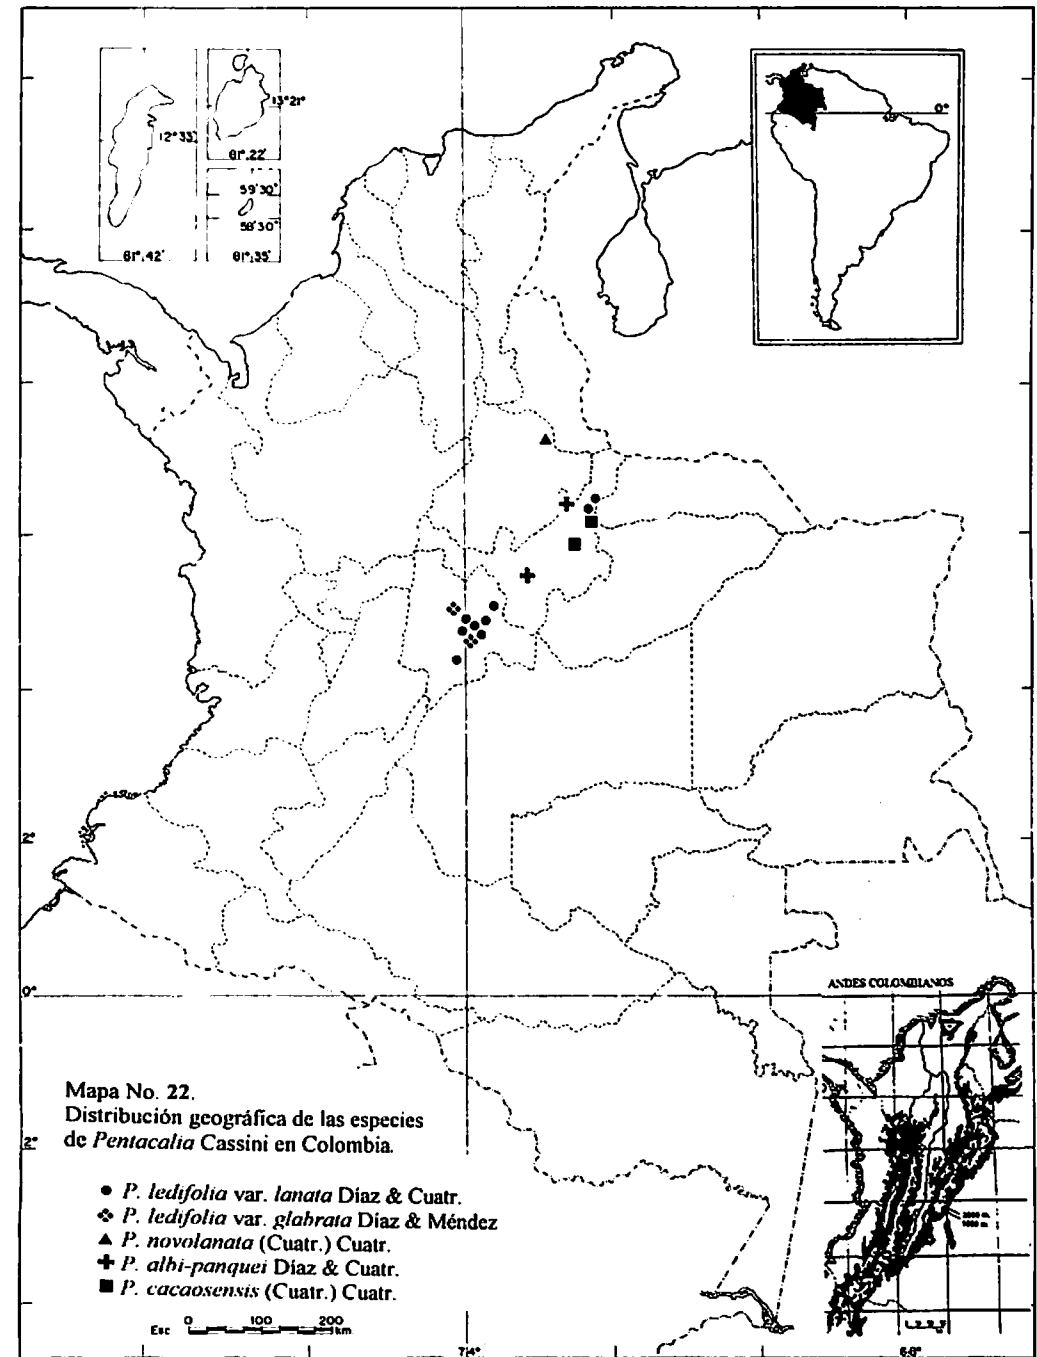 12°33'
13°21'
81°,22'
59'30"
58'30"
81°,42'
81°,35'
0°
2°
0°
ANDES COLOMBIANOS
Mapa No. 22.
Distribución geográfica de las especies
de Pentacalia Cassini en Colombia.
2°
P. ledifolia var. lanata Díaz & Cuatr.
P. ledifolia var. glabrata Díaz & Méndez
P. novolanata (Cuatr.) Cuatr.
P. albi-panquei Díaz & Cuatr.
P. cacaosensis (Cuatr.) Cuatr.
Esc 0 100 200 km
74° 68°